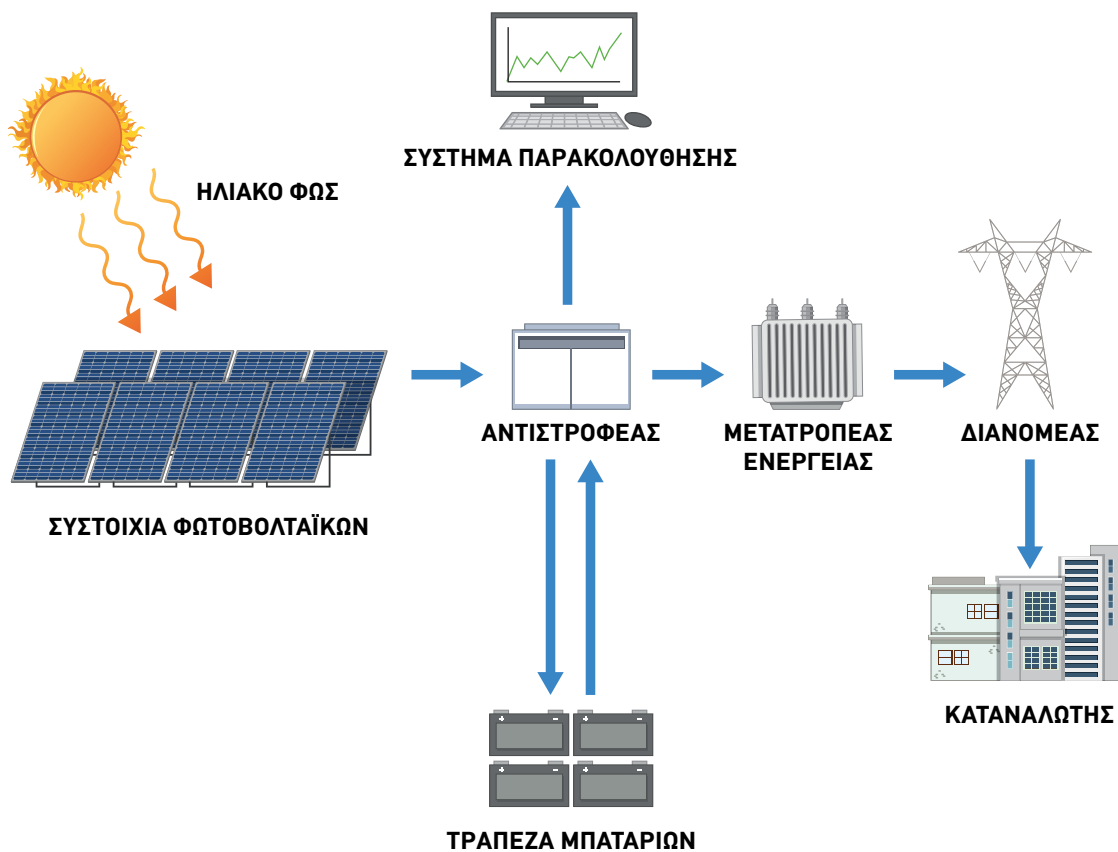 ΣΥΣΤΗΜΑ ΠΑΡΑΚΟΛΟΥΘΗΣΗΣ
ΗΛΙΑΚΟ ΦΩΣ
ΑΝΤΙΣΤΡΟΦΕΑΣ
ΜΕΤΑΤΡΟΠΕΑΣ
ΕΝΕΡΓΕΙΑΣ
ΔΙΑΝΟΜΕΑΣ
ΣΥΣΤΟΙΧΙΑ ΦΩΤΟΒΟΛΤΑΪΚΩΝ
ΚΑΤΑΝΑΛΩΤΗΣ
+ - + -
+ - + -
ΤΡΑΠΕΖΑ ΜΠΑΤΑΡΙΩΝ